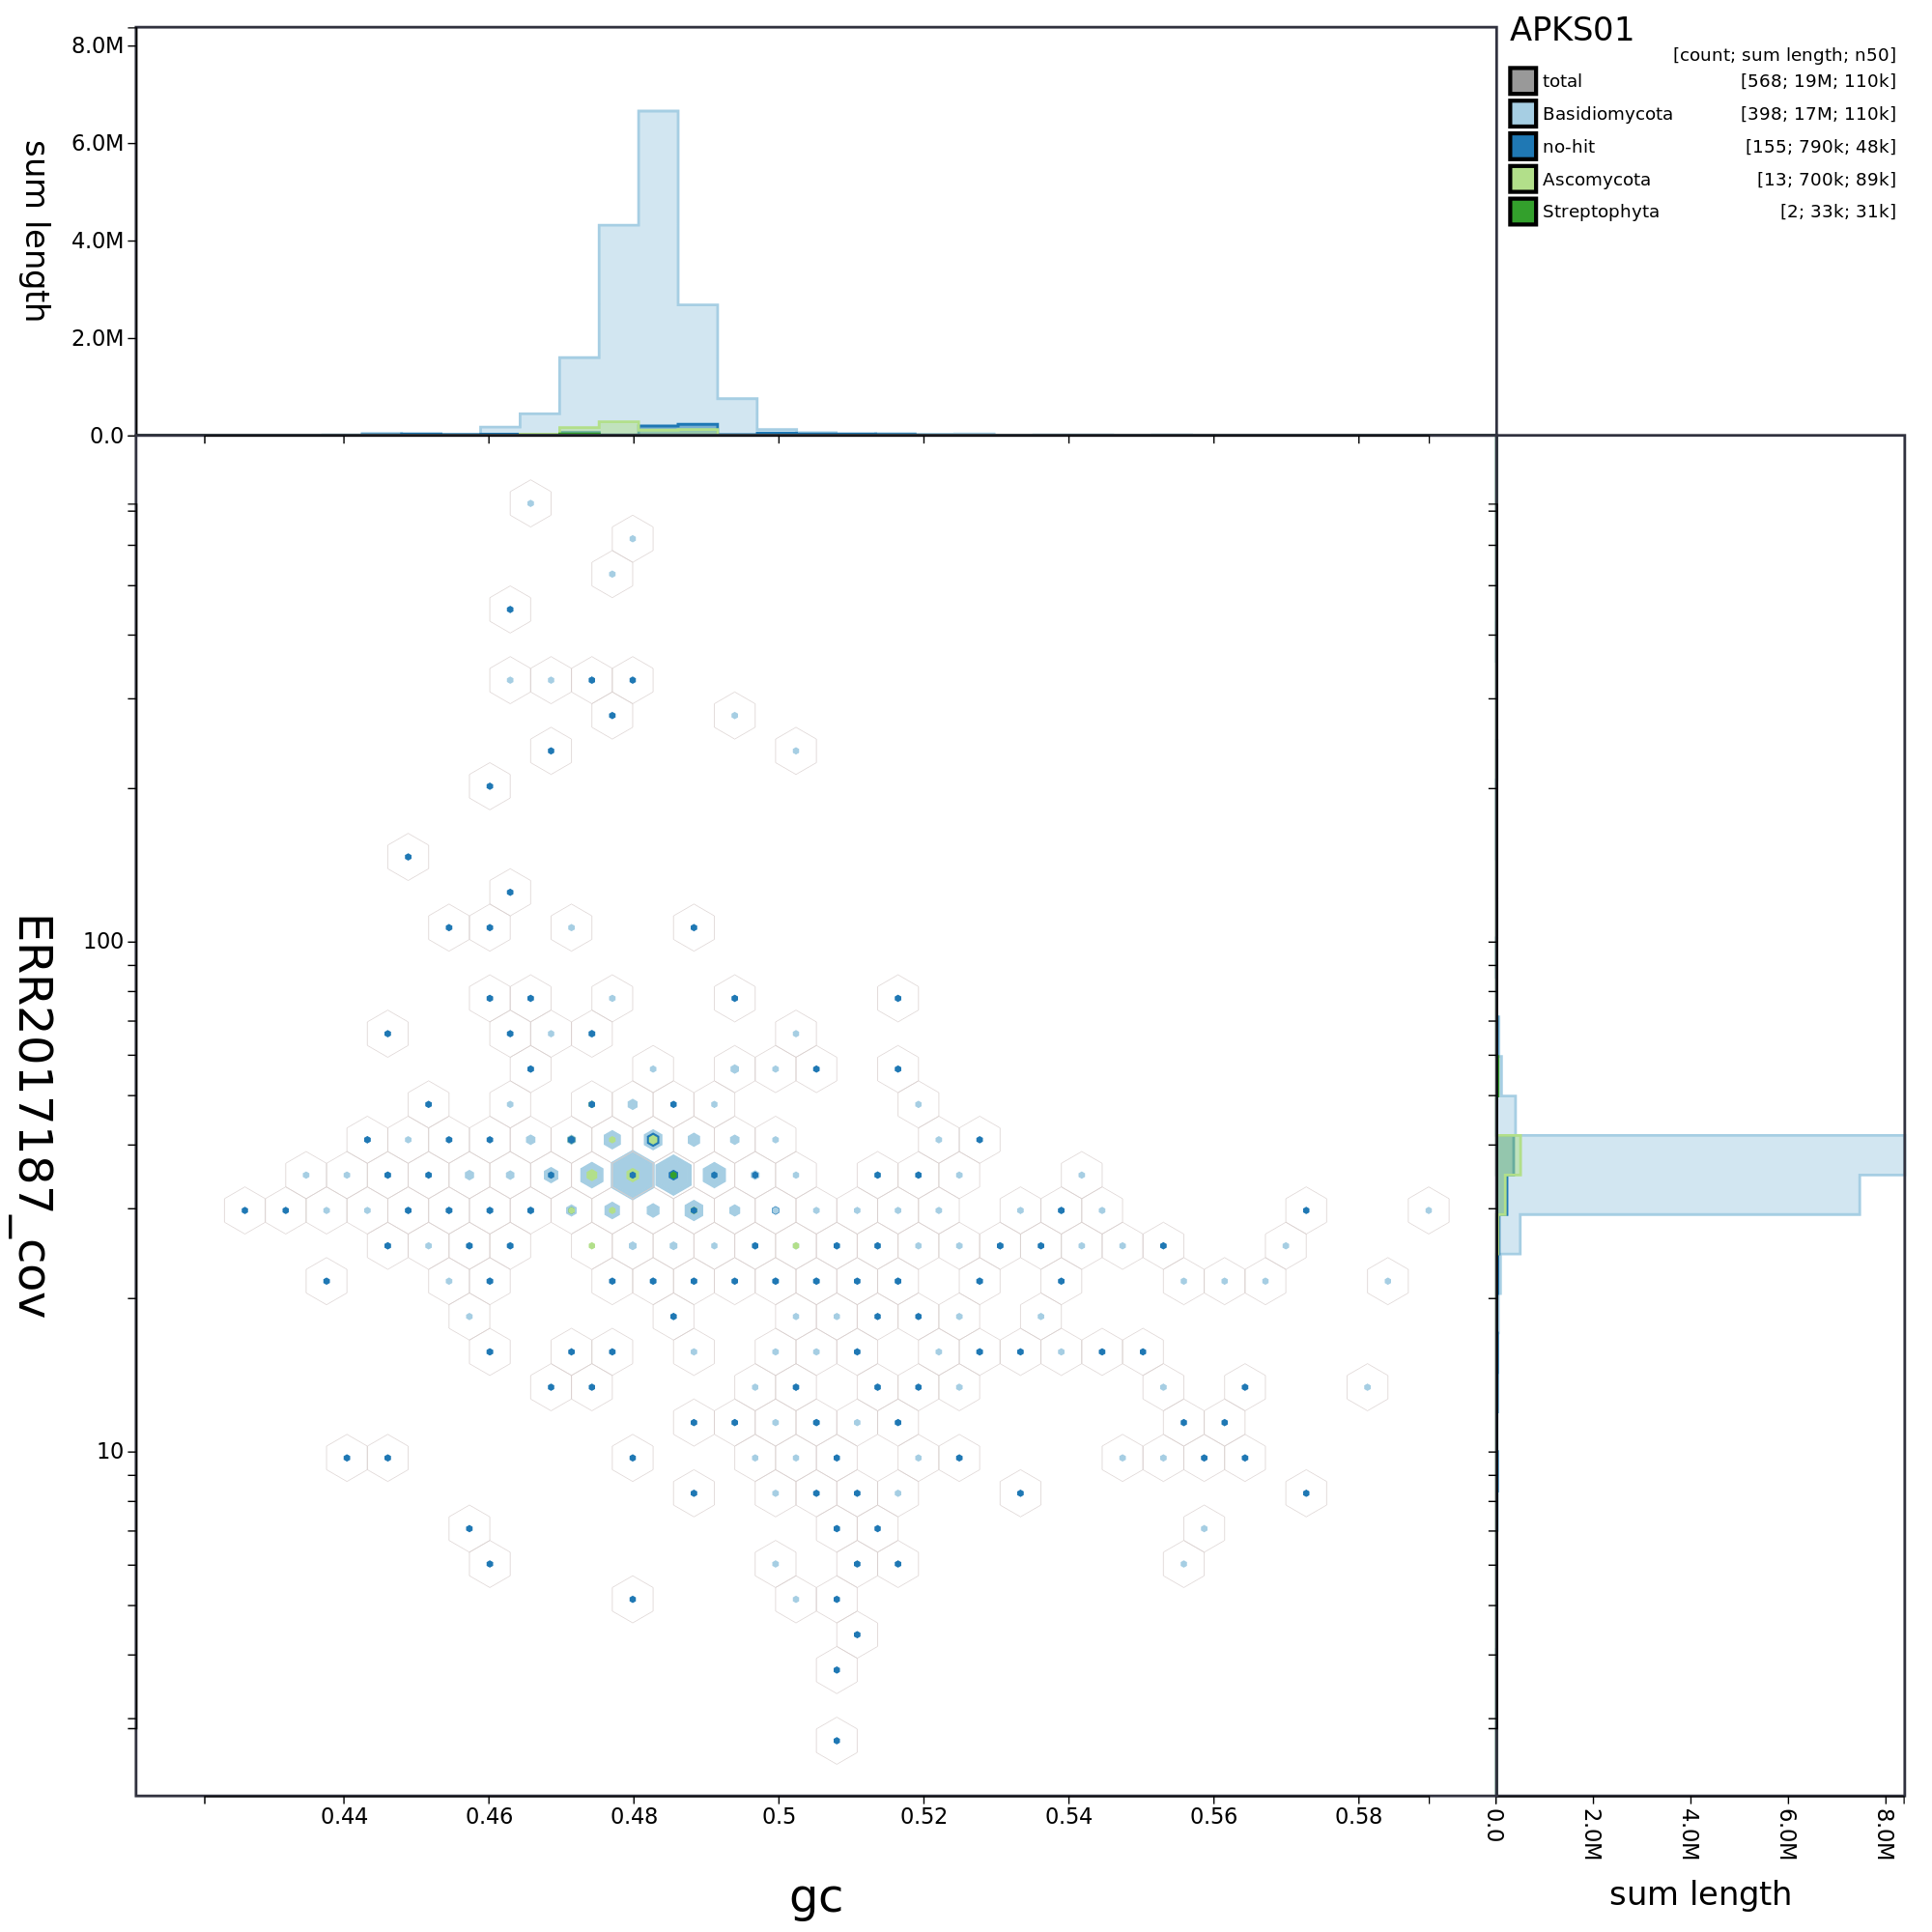 APKS01
[count; sum length; n50]
total [568; 19M; 110k]
Basidiomycota [398; 17M; 110k]
no-hit [155; 790k; 48k]
Ascomycota [13; 700k; 89k]
Streptophyta [2; 33k; 31k]
8.0M
6.0M
4.0M
2.0M
0.0
sum length
100
10
ERR2017187_cov
0.44 0.46 0.48 0.5 0.52 0.54 0.56 0.58
gc
0.0 2.0M 4.0M 6.0M 8.0M
sum length